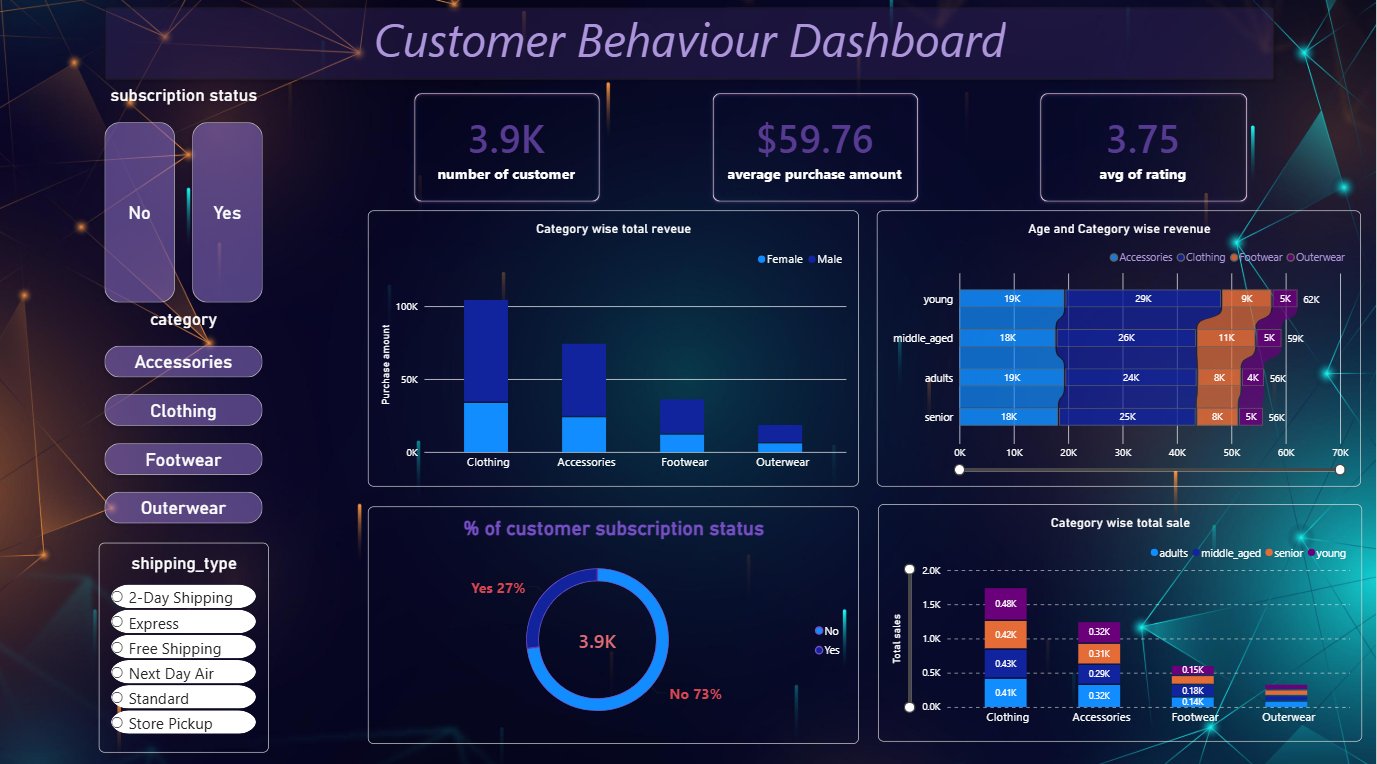 Customer Behaviour Dashboard
subscription status
No
Yes
category
Accessories
Clothing
Footwear
Outerwear
shipping_type
2-Day Shipping
Express
Free Shipping
Next Day Air
Standard
Store Pickup
3.9K
number of customer
$59.76
average purchase amount
3.75
avg of rating
Category wise total reveue
Female Male
Purchase amount
100K
50K
0K
Clothing Accessories Footwear Outerwear
Age and Category wise revenue
Accessories Clothing Footwear Outerwear
young 19K 29K 9K 5K 62K
middle_aged 18K 26K 11K 5K 59K
adults 19K 24K 8K 4K 56K
senior 18K 25K 8K 5K 56K
0K 10K 20K 30K 40K 50K 60K 70K
% of customer subscription status
Yes 27%
3.9K
No 73%
No
Yes
Category wise total sale
adults middle_aged senior young
Total sales
2.0K
1.5K
1.0K
0.5K
0.0K
0.48K
0.42K
0.43K
0.41K
0.32K
0.31K
0.29K
0.32K
0.15K
0.18K
0.14K
Clothing Accessories Footwear Outerwear